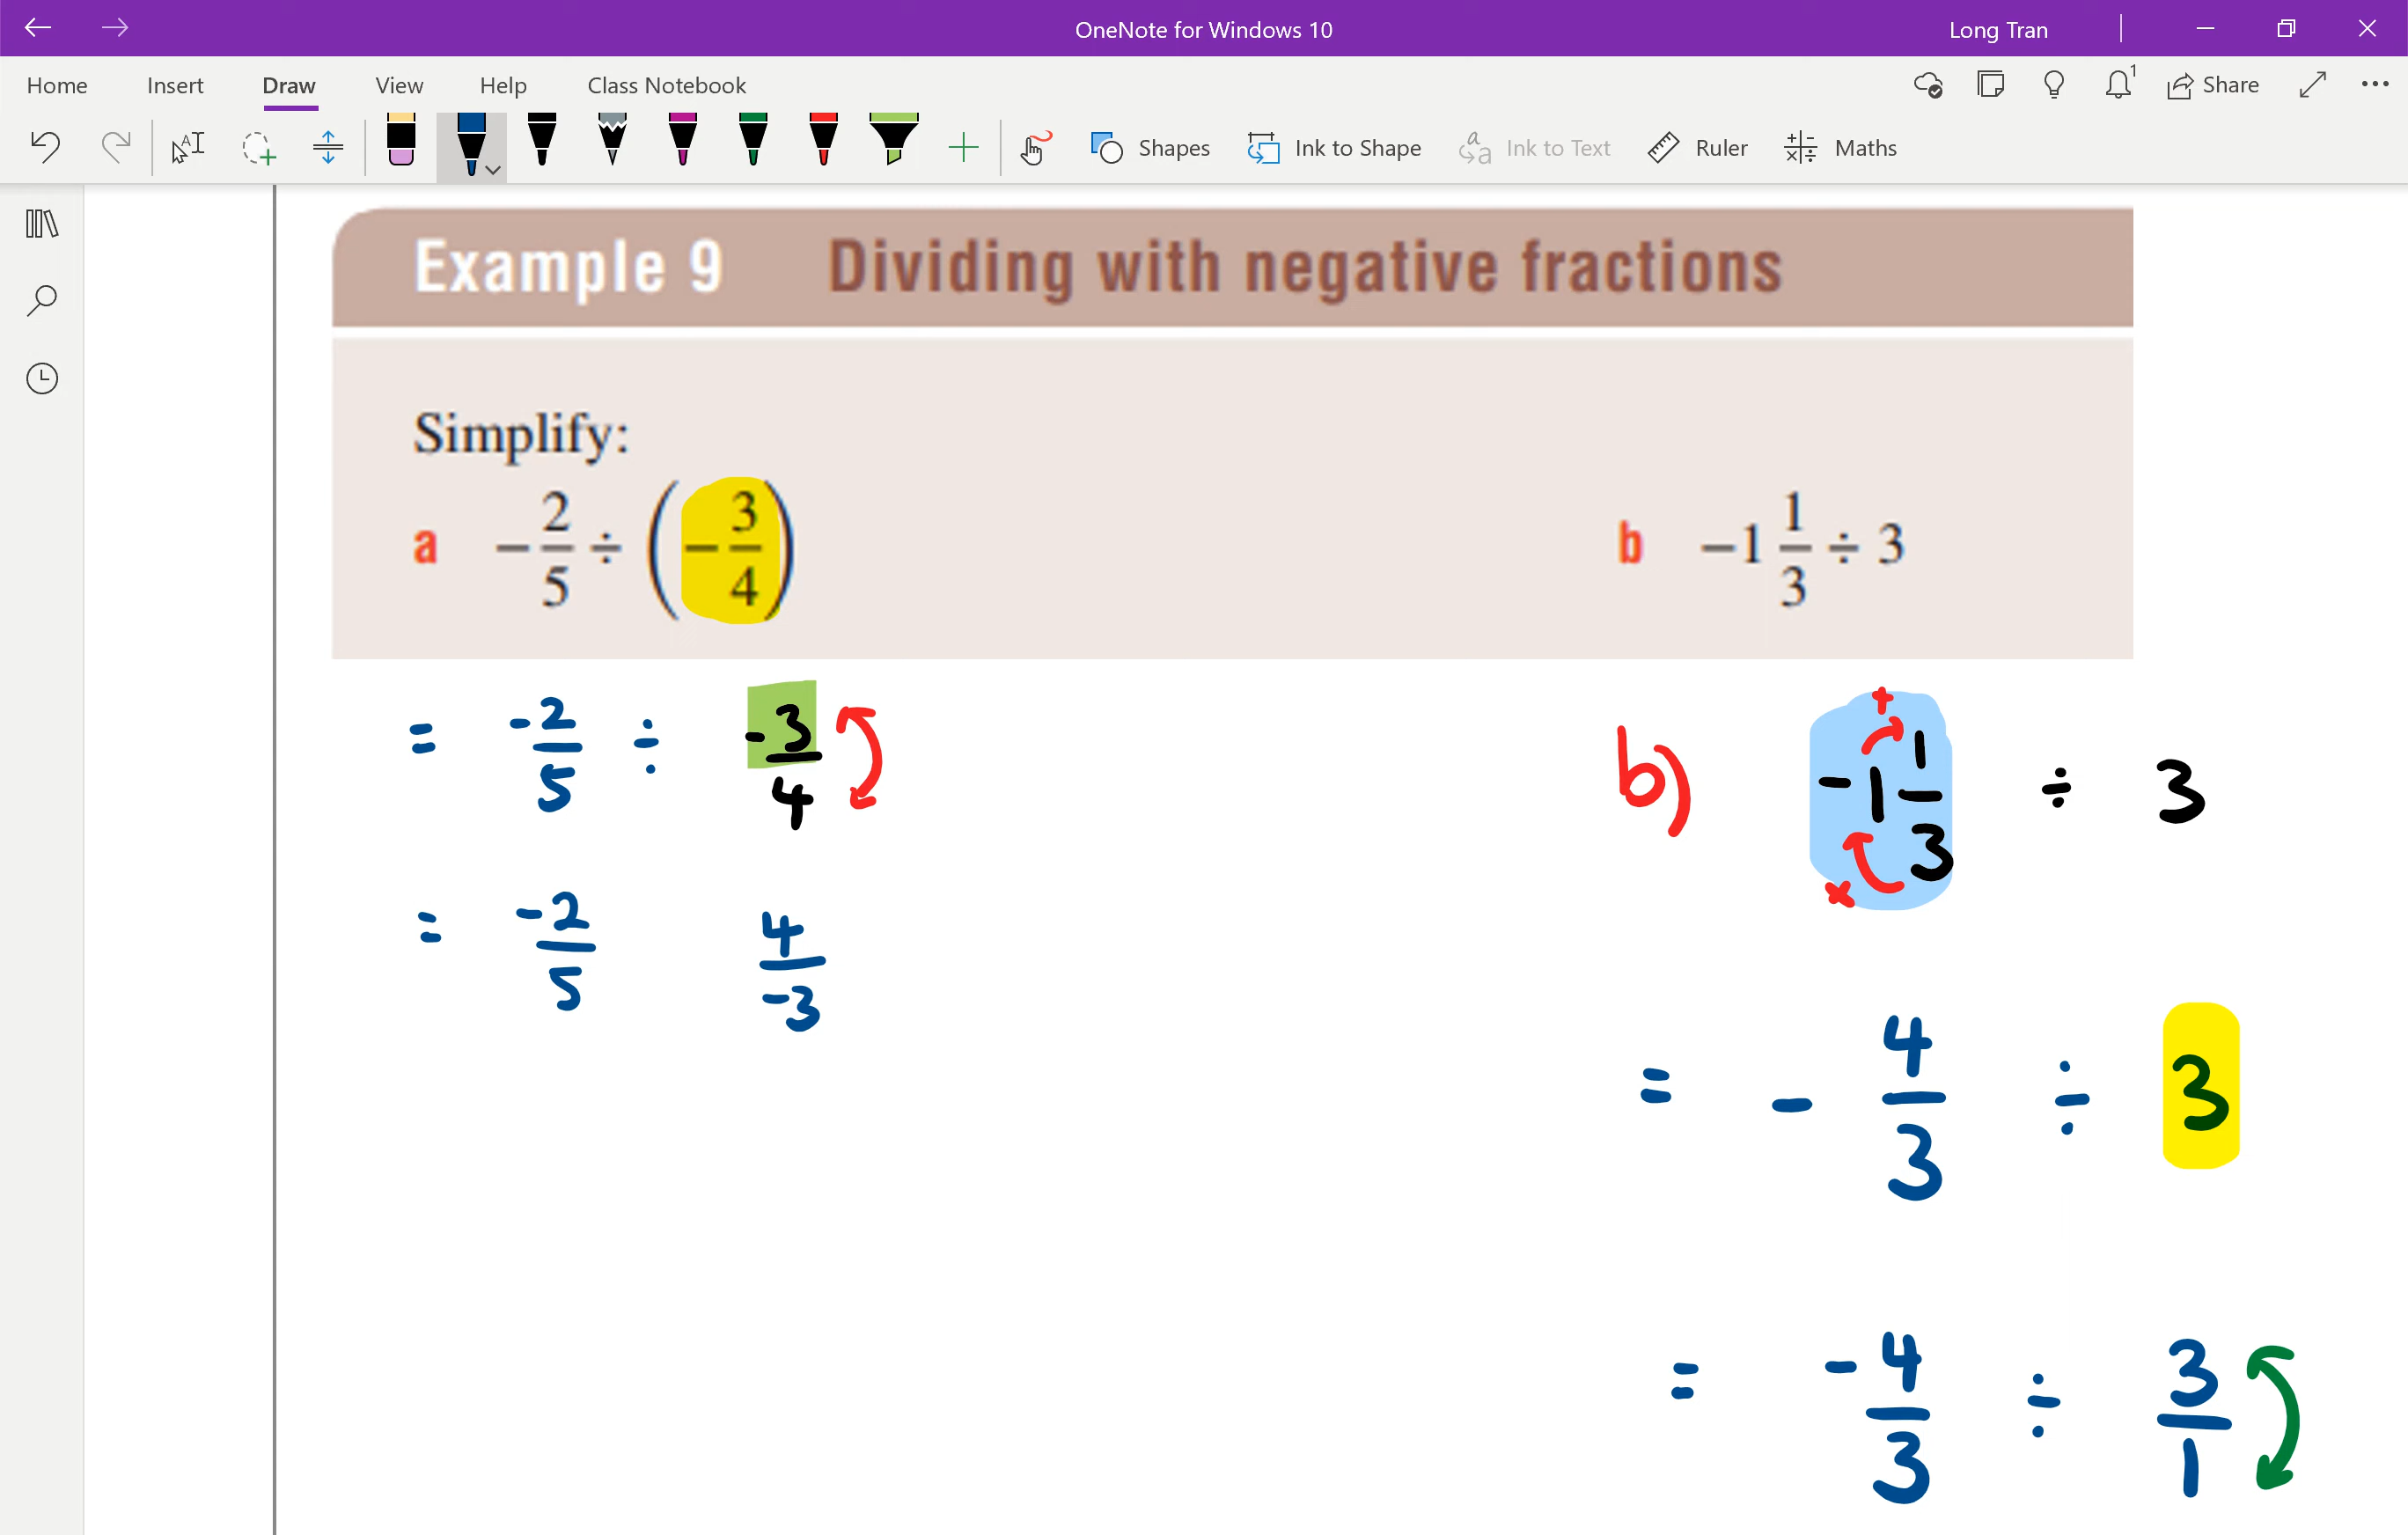 OneNote for Windows 10 Long Tran
Home Insert Draw View Help Class Notebook 1 Share
Shapes Ink to Shape Ink to Text Ruler Maths
Example 9 Dividing with negative fractions
Simplify:
a −2/5 ÷ (−3/4) b −1 1/3 ÷ 3
= -2/5 ÷ -3/4
b) -1 1/3 ÷ 3
+
×
= -2/5 4/-3
= - 4/3 ÷ 3
= -4/3 ÷ 3/1